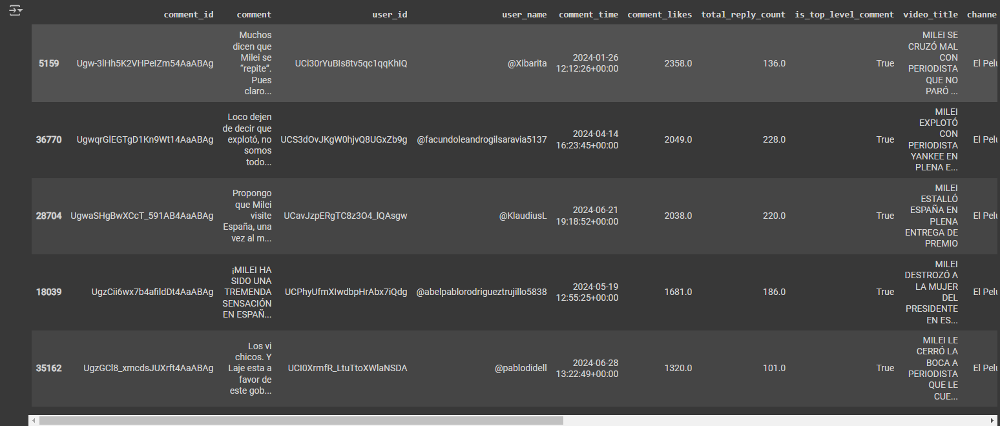 comment_id comment user_id user_name comment_time comment_likes total_reply_count is_top_level_comment video_title channe
5159 Ugw-3lHh5K2VHPeIZm54AaABAg Muchos dicen que Milei se “repite”. Pues claro... UCi30rYuBIs8tv5qc1qqKhIQ @Xibarita 2024-01-26 12:12:26+00:00 2358.0 136.0 True MILEI SE CRUZÓ MAL CON PERIODISTA QUE NO PARÓ ... El Pelu
36770 UgwqrGlEGTgD1Kn9Wt14AaABAg Loco dejen de decir que explotó, no somos todo... UCS3dOvJKgW0hjvQ8UGxZb9g @facundoleandrogilsaravia5137 2024-04-14 16:23:45+00:00 2049.0 228.0 True MILEI EXPLOTÓ CON PERIODISTA YANKEE EN PLENA E... El Pelu
28704 UgwaSHgBwXCcT_591AB4AaABAg Propongo que Milei visite España, una vez al m... UCavJzpERgTC8z3O4_lQAsgw @KlaudiusL 2024-06-21 19:18:52+00:00 2038.0 220.0 True MILEI ESTALLÓ ESPAÑA EN PLENA ENTREGA DE PREMIO El Pelu
18039 UgzCii6wx7b4afildDt4AaABAg ¡MILEI HA SIDO UNA TREMENDA SENSACIÓN EN ESPAÑ... UCPhyUfmXIwdbpHrAbx7iQdg @abelpablorodrigueztrujillo5838 2024-05-19 12:55:25+00:00 1681.0 186.0 True MILEI DESTROZÓ A LA MUJER DEL PRESIDENTE EN ES... El Pelu
35162 UgzGCl8_xmcdsJUXrft4AaABAg Los vi chicos. Y Laje esta a favor de este gob... UCI0XrmfR_LtuTtoXWlaNSDA @pablodidell 2024-06-28 13:22:49+00:00 1320.0 101.0 True MILEI LE CERRÓ LA BOCA A PERIODISTA QUE LE CUE... El Pelu